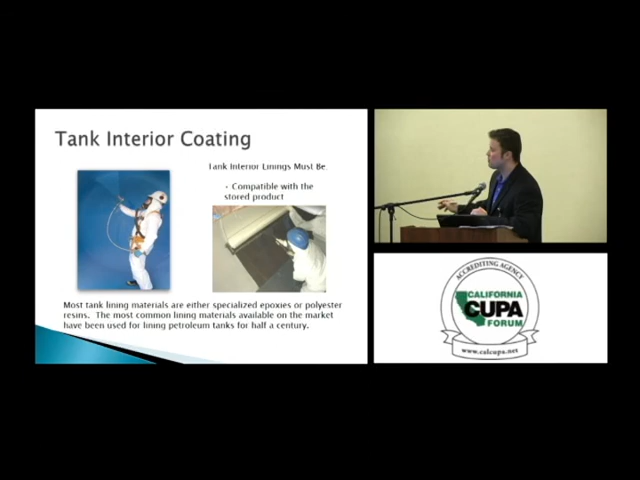 Tank Interior Coating
Tank Interior Linings Must Be
• Compatible with the
stored product
Most tank lining materials are either specialized epoxies or polyester
resins. The most common lining materials available on the market
have been used for lining petroleum tanks for half a century.
ACCREDITING AGENCY
CALIFORNIA
CUPA
FORUM
www.calcupa.net